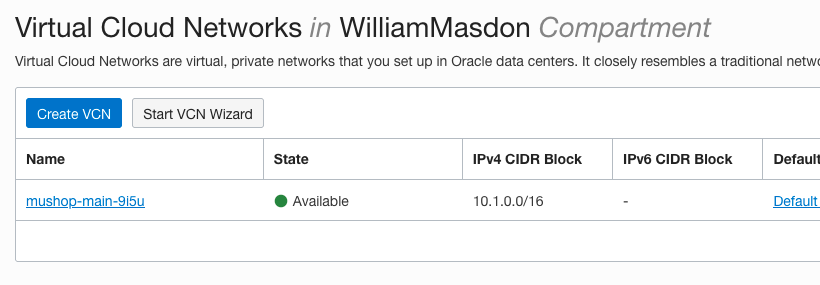 Virtual Cloud Networks in WilliamMasdon Compartment
Virtual Cloud Networks are virtual, private networks that you set up in Oracle data centers. It closely resembles a traditional
Create VCN Start VCN Wizard
Name State IPv4 CIDR Block IPv6 CIDR Block Default
mushop-main-9i5u Available 10.1.0.0/16 - Default